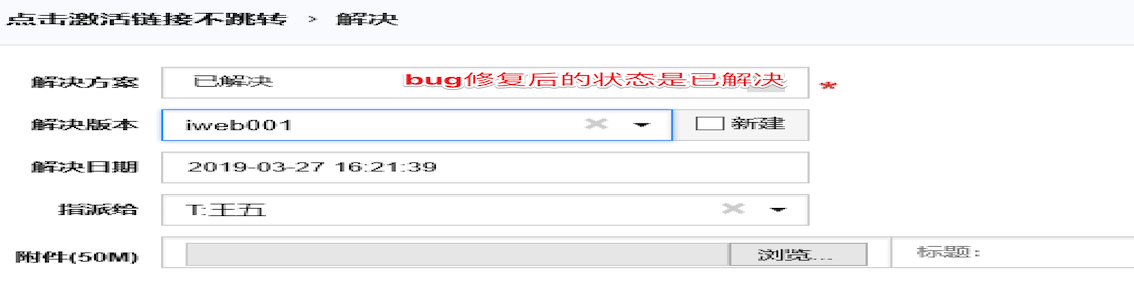 点击激活链接不跳转 > 解决
解决方案 已解决 bug修复后的状态是已解决 *
解决版本 iweb001 新建
解决日期 2019-03-27 16:21:39
指派给 T:王五
附件(50M) 浏览... 标题: